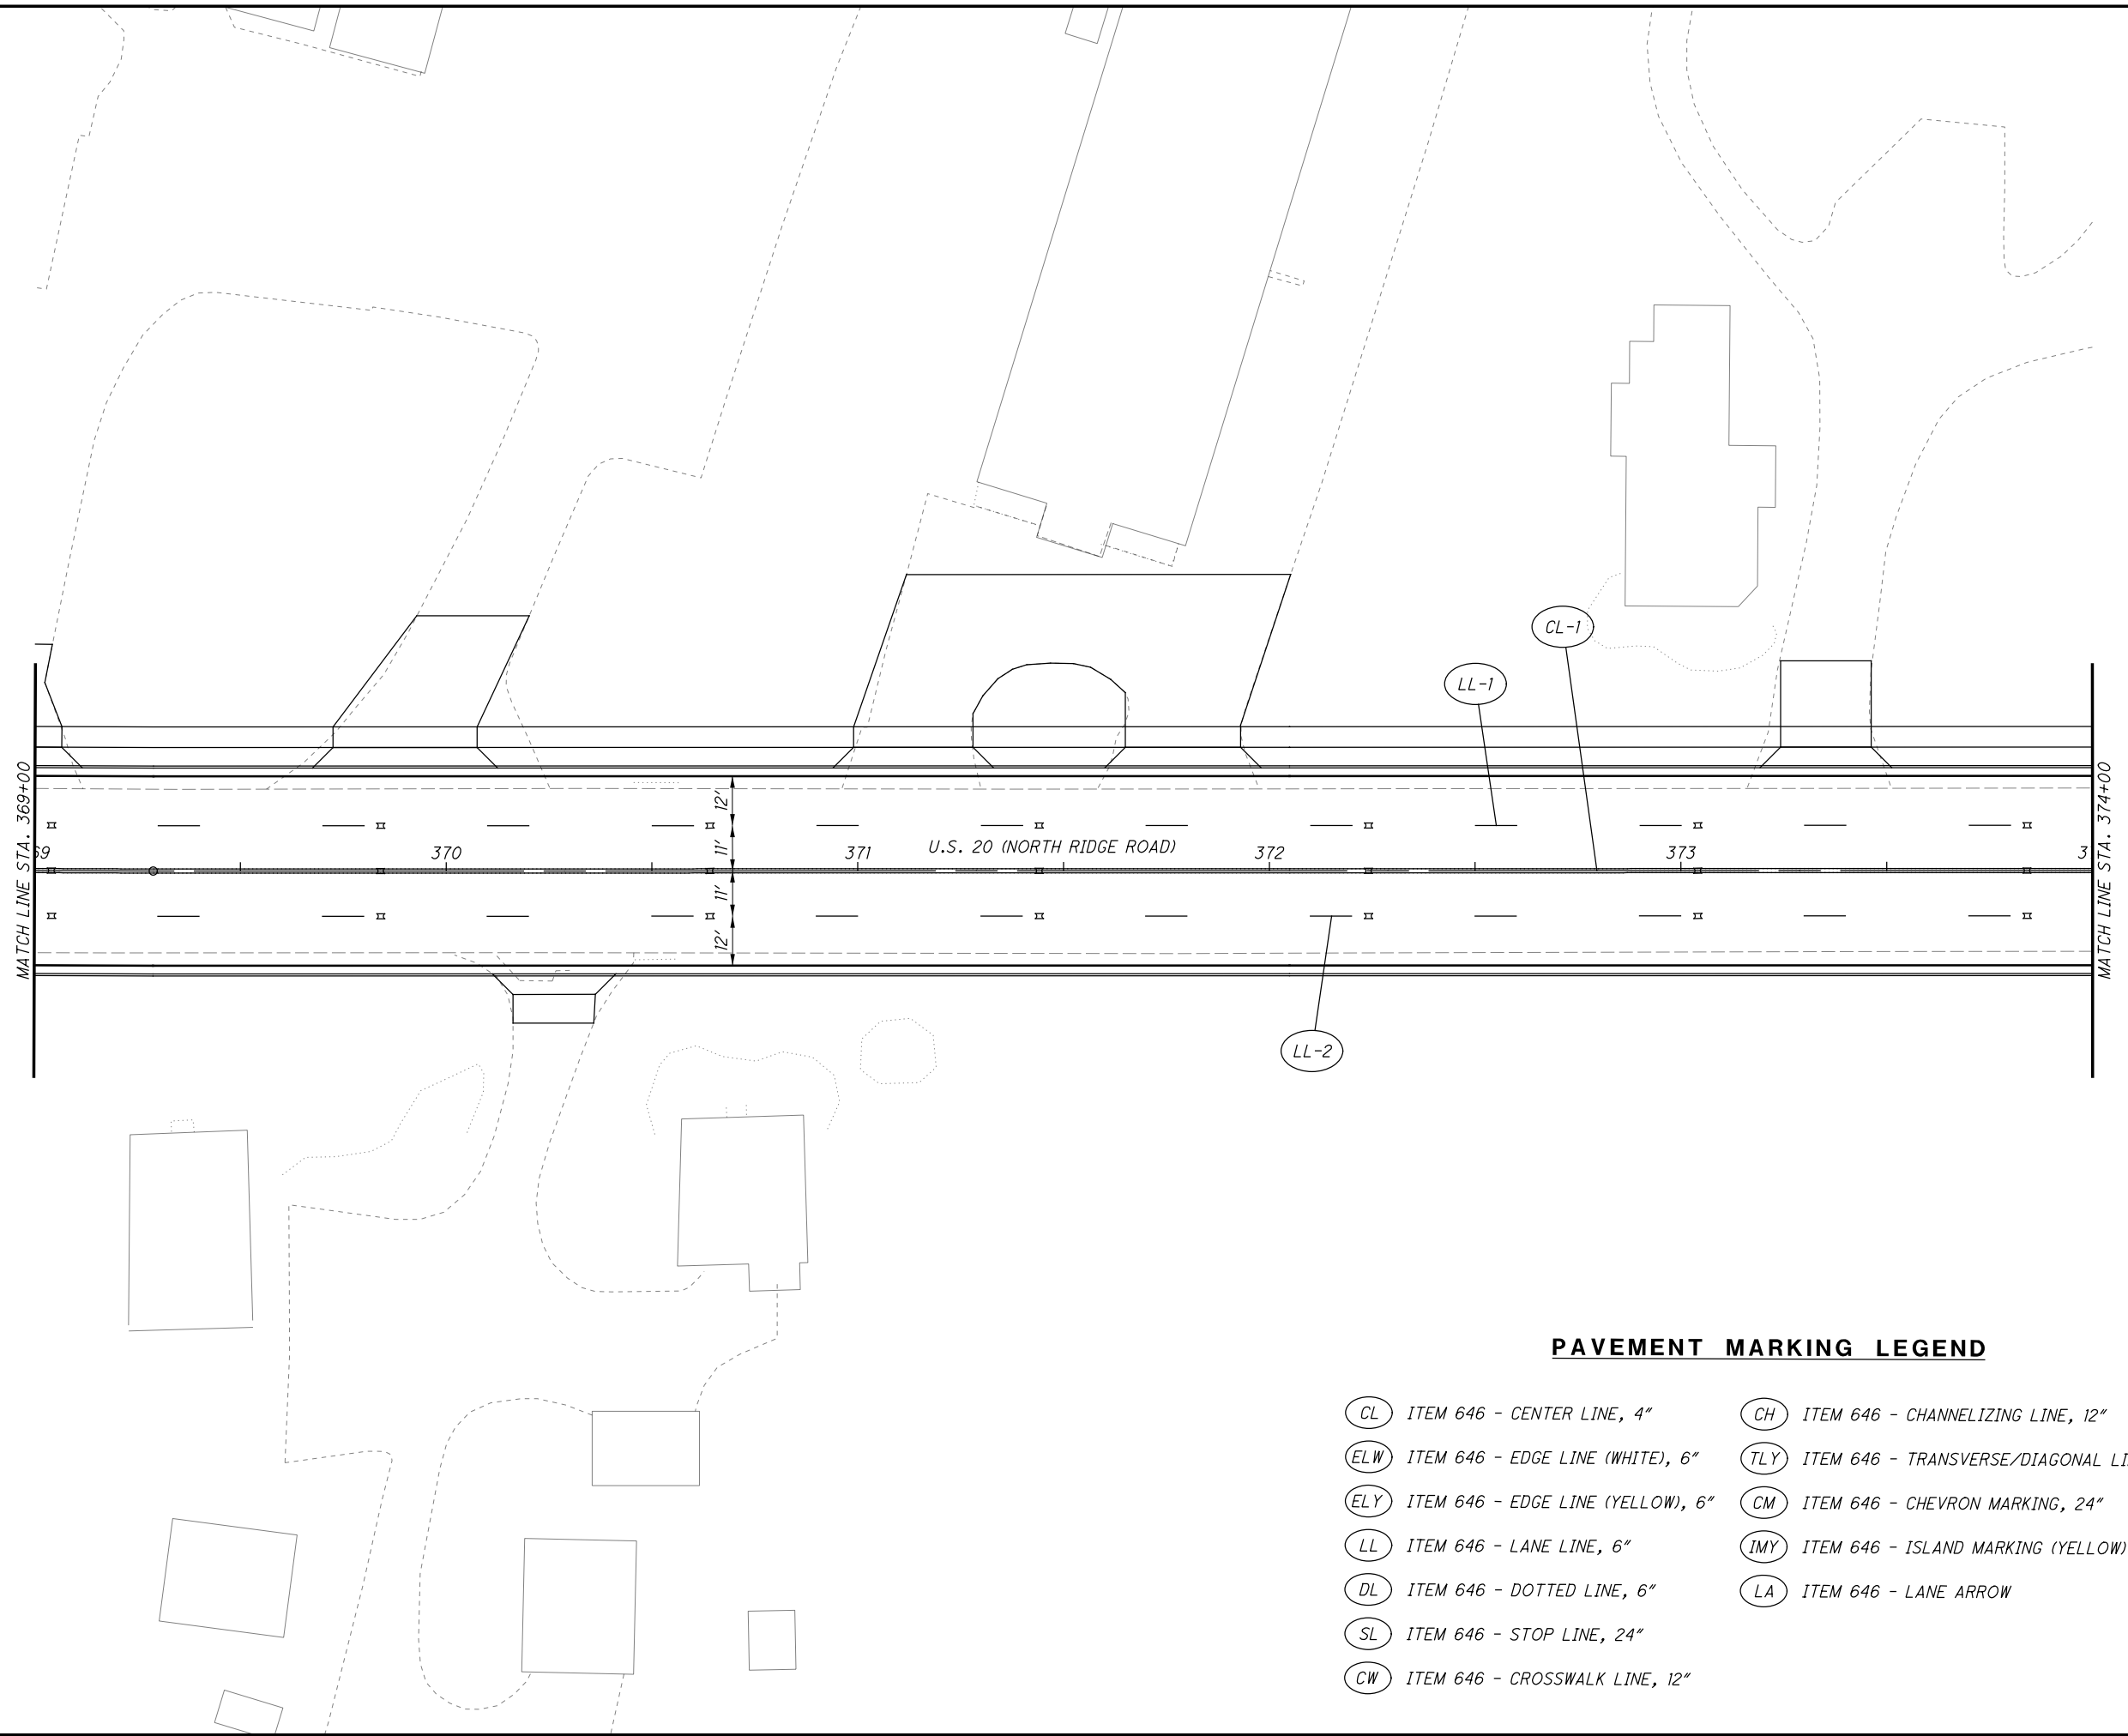 CL-1
LL-1
MATCH LINE STA. 369+00
MATCH LINE STA. 374+00
12'
11'
U.S. 20 (NORTH RIDGE ROAD)
69
370
371
372
373
3
11'
12'
LL-2
PAVEMENT MARKING LEGEND
CL ITEM 646 - CENTER LINE, 4"
ELW ITEM 646 - EDGE LINE (WHITE), 6"
ELY ITEM 646 - EDGE LINE (YELLOW), 6"
LL ITEM 646 - LANE LINE, 6"
DL ITEM 646 - DOTTED LINE, 6"
SL ITEM 646 - STOP LINE, 24"
CW ITEM 646 - CROSSWALK LINE, 12"
CH ITEM 646 - CHANNELIZING LINE, 12"
TLY ITEM 646 - TRANSVERSE/DIAGONAL LI
CM ITEM 646 - CHEVRON MARKING, 24"
IMY ITEM 646 - ISLAND MARKING (YELLOW)
LA ITEM 646 - LANE ARROW